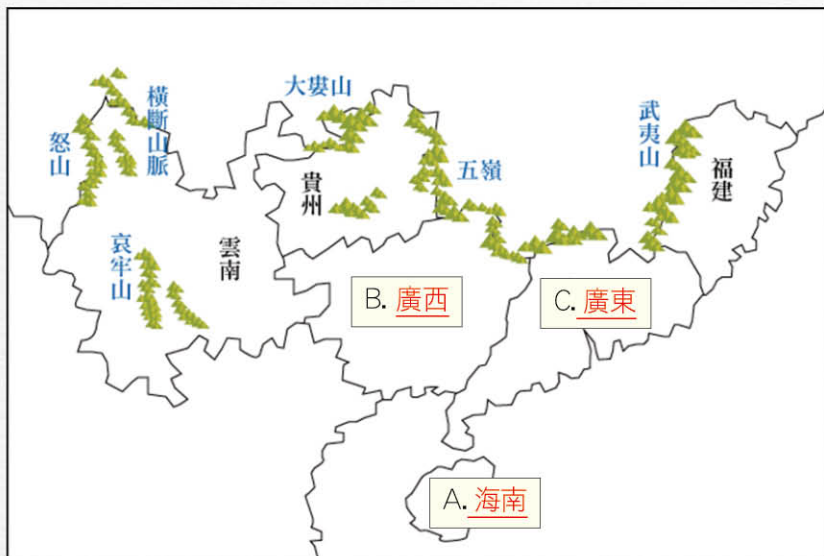 大婁山
橫斷山脈
怒山
武夷山
福建
五嶺
貴州
哀牢山
雲南
B. 廣西
C. 廣東
A. 海南